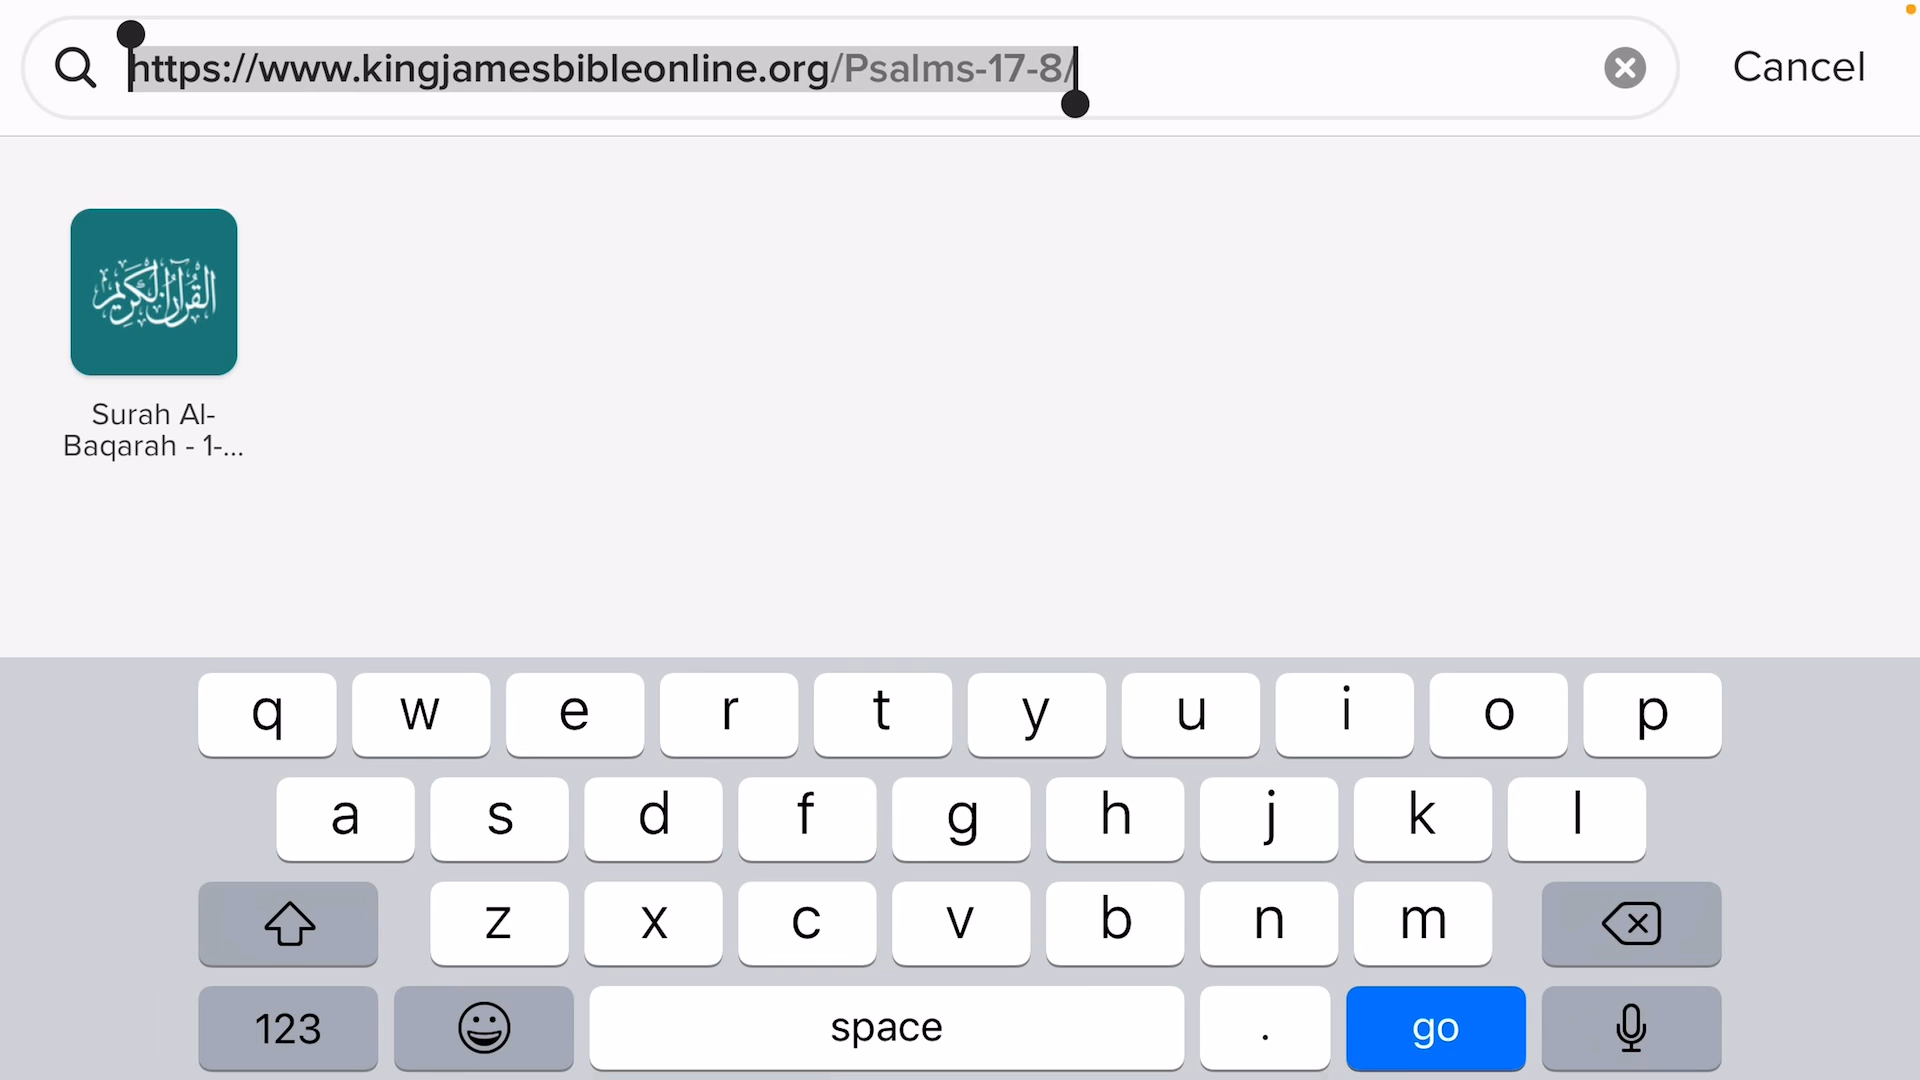 https://www.kingjamesbibleonline.org/Psalms-17-8/
Cancel
القرآن الكريم
Surah Al-
Baqarah - 1-...
q w e r t y u i o p
a s d f g h j k l
z x c v b n m
123 space . go